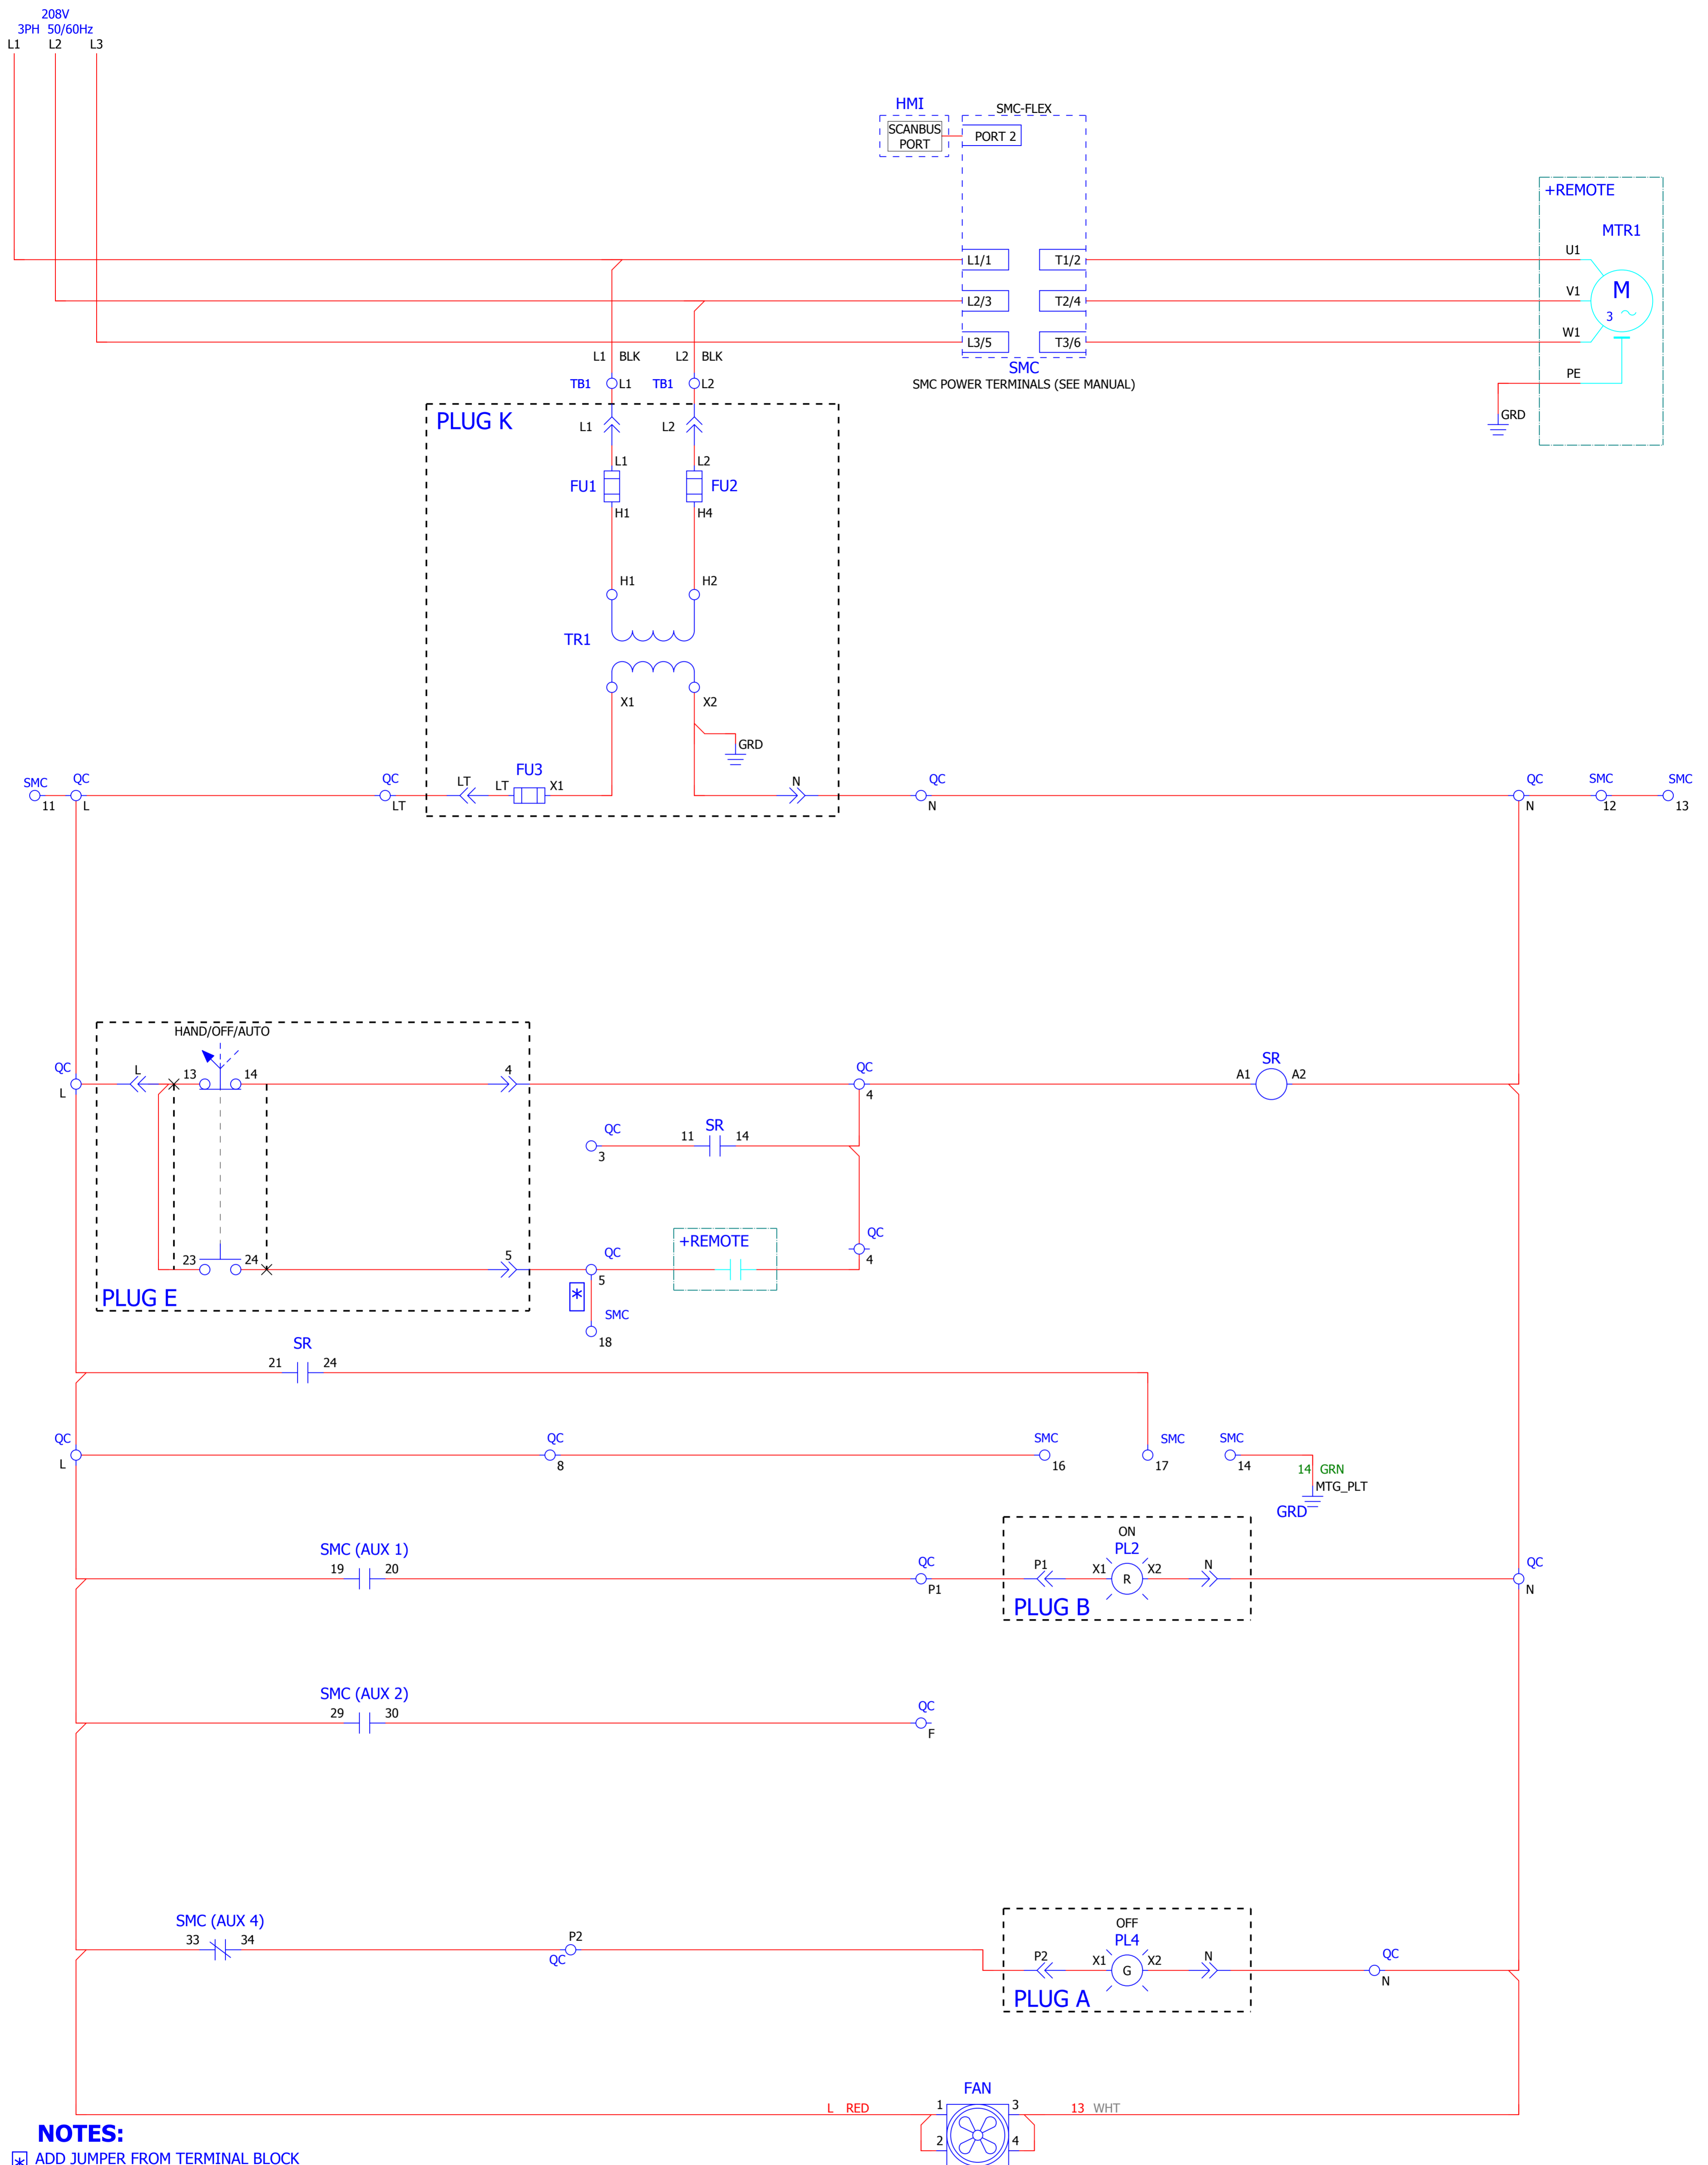 208V
3PH 50/60Hz
L1 L2 L3
HMI
SMC-FLEX
SCANBUS
PORT
PORT 2
+REMOTE
MTR1
U1
L1/1 T1/2
M
3
V1
L2/3 T2/4
W1
L3/5 T3/6
L1 BLK L2 BLK
SMC
SMC POWER TERMINALS (SEE MANUAL)
PE
TB1 L1 TB1 L2
GRD
PLUG K
L1 L2
L1 L2
FU1 FU2
H1 H4
H1 H2
TR1
X1 X2
GRD
FU3
SMC QC QC LT LT X1 N QC QC SMC SMC
11 L LT N N 12 13
HAND/OFF/AUTO
QC L 13 14 4 QC SR
L 4 A1 A2
QC SR
3 11 14
QC
4
+REMOTE
23 24 5 QC
5
PLUG E
*
SMC
18
SR
21 24
QC QC SMC SMC SMC
L 8 16 17 14
14 GRN
MTG_PLT
GRD
ON
PL2
SMC (AUX 1)
19 20 QC P1 X1 X2 N QC
P1 R N
PLUG B
SMC (AUX 2)
29 30 QC
F
OFF
PL4
SMC (AUX 4)
33 34 P2
QC
P2 X1 X2 N QC
G N
PLUG A
FAN
L RED 1 3 13 WHT
2 4
NOTES:
* ADD JUMPER FROM TERMINAL BLOCK